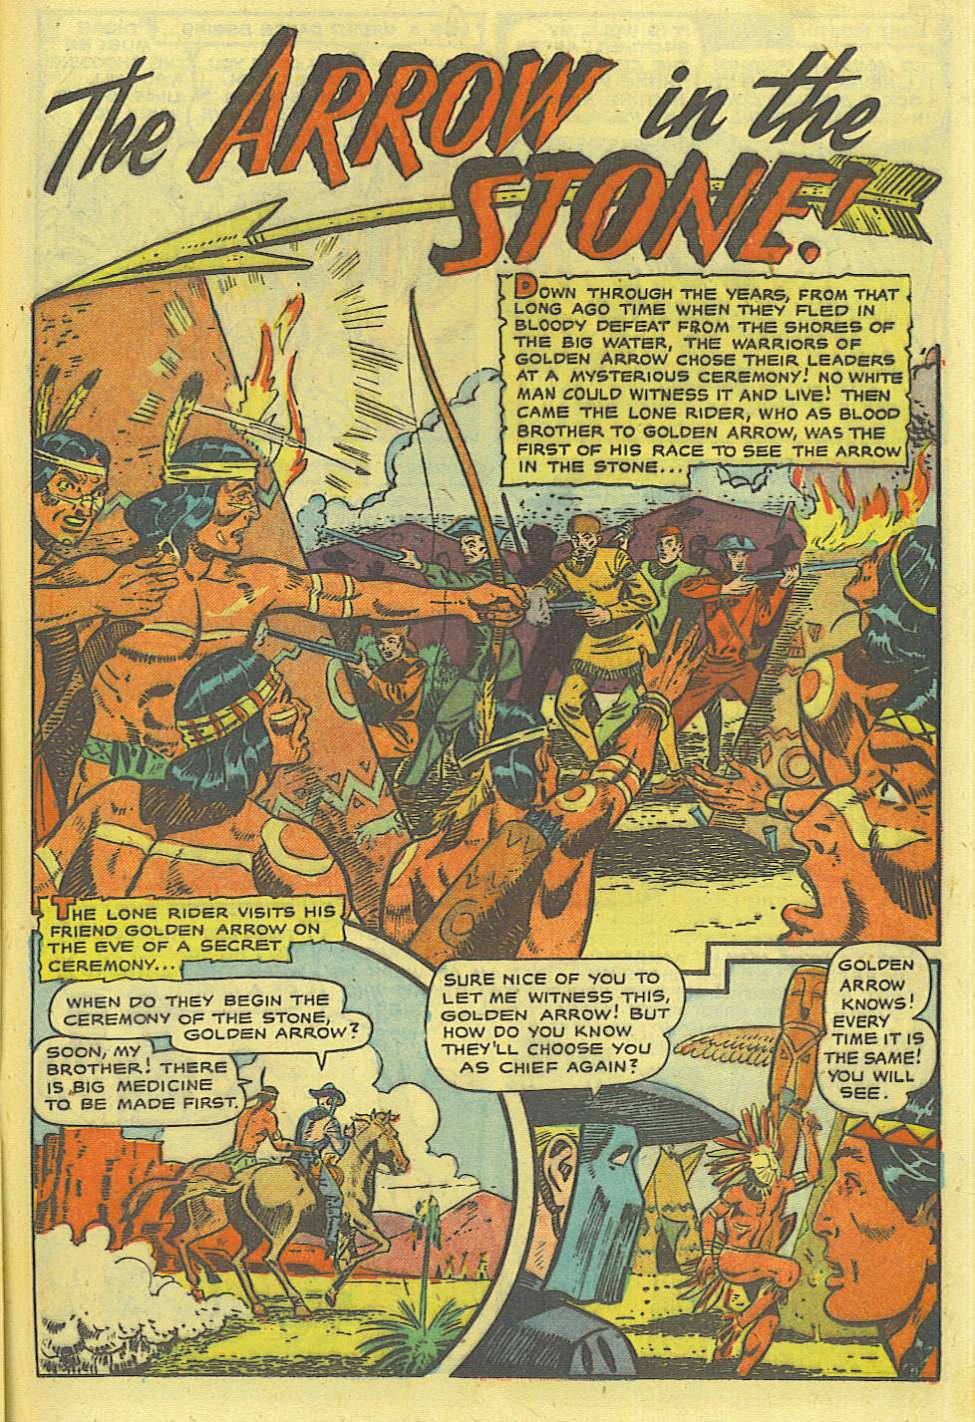 The ARROW in the
STONE!
DOWN THROUGH THE YEARS, FROM THAT
LONG AGO TIME WHEN THEY FLED IN
BLOODY DEFEAT FROM THE SHORES OF
THE BIG WATER, THE WARRIORS OF
GOLDEN ARROW CHOSE THEIR LEADERS
AT A MYSTERIOUS CEREMONY! NO WHITE
MAN COULD WITNESS IT AND LIVE! THEN
CAME THE LONE RIDER, WHO AS BLOOD
BROTHER TO GOLDEN ARROW, WAS THE
FIRST OF HIS RACE TO SEE THE ARROW
IN THE STONE...
THE LONE RIDER VISITS HIS
FRIEND GOLDEN ARROW ON
THE EVE OF A SECRET
CEREMONY...
WHEN DO THEY BEGIN THE
CEREMONY OF THE STONE,
GOLDEN ARROW?
SOON, MY
BROTHER! THERE
IS BIG MEDICINE
TO BE MADE FIRST.
SURE NICE OF YOU TO
LET ME WITNESS THIS,
GOLDEN ARROW! BUT
HOW DO YOU KNOW
THEY'LL CHOOSE YOU
AS CHIEF AGAIN?
GOLDEN
ARROW
KNOWS!
EVERY
TIME IT IS
THE SAME!
YOU WILL
SEE.